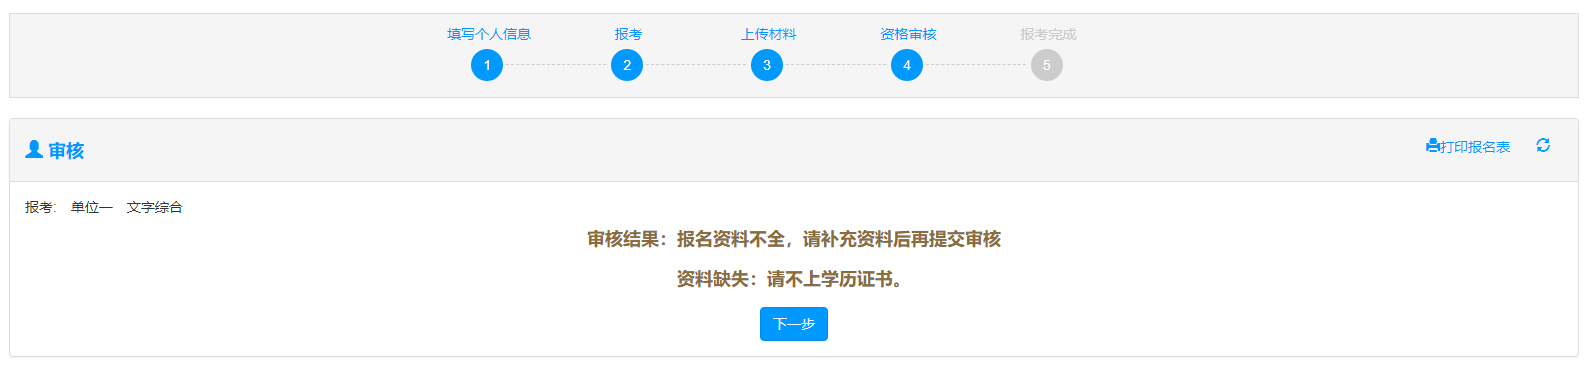 填写个人信息 报考 上传材料 资格审核 报考完成
1 2 3 4 5
审核 打印报名表
报考: 单位一 文字综合
审核结果：报名资料不全，请补充资料后再提交审核
资料缺失：请不上学历证书。
下一步